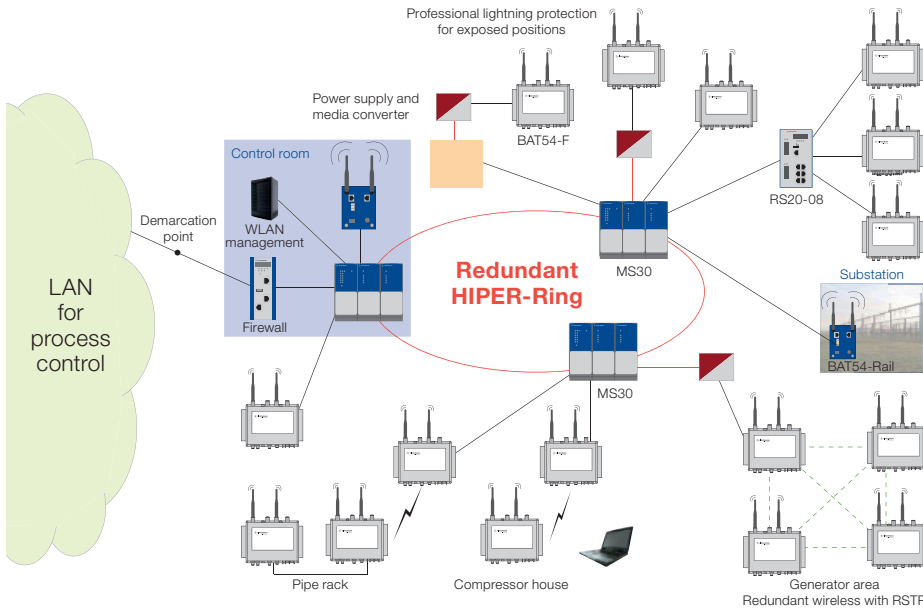 Professional lightning protection
for exposed positions
Power supply and
media converter
BAT54-F
RS20-08
Control room
WLAN
management
Demarcation
point
Firewall
LAN
for
process
control
Redundant
HIPER-Ring
MS30
Substation
BAT54-Rail
MS30
Pipe rack
Compressor house
Generator area
Redundant wireless with RSTP